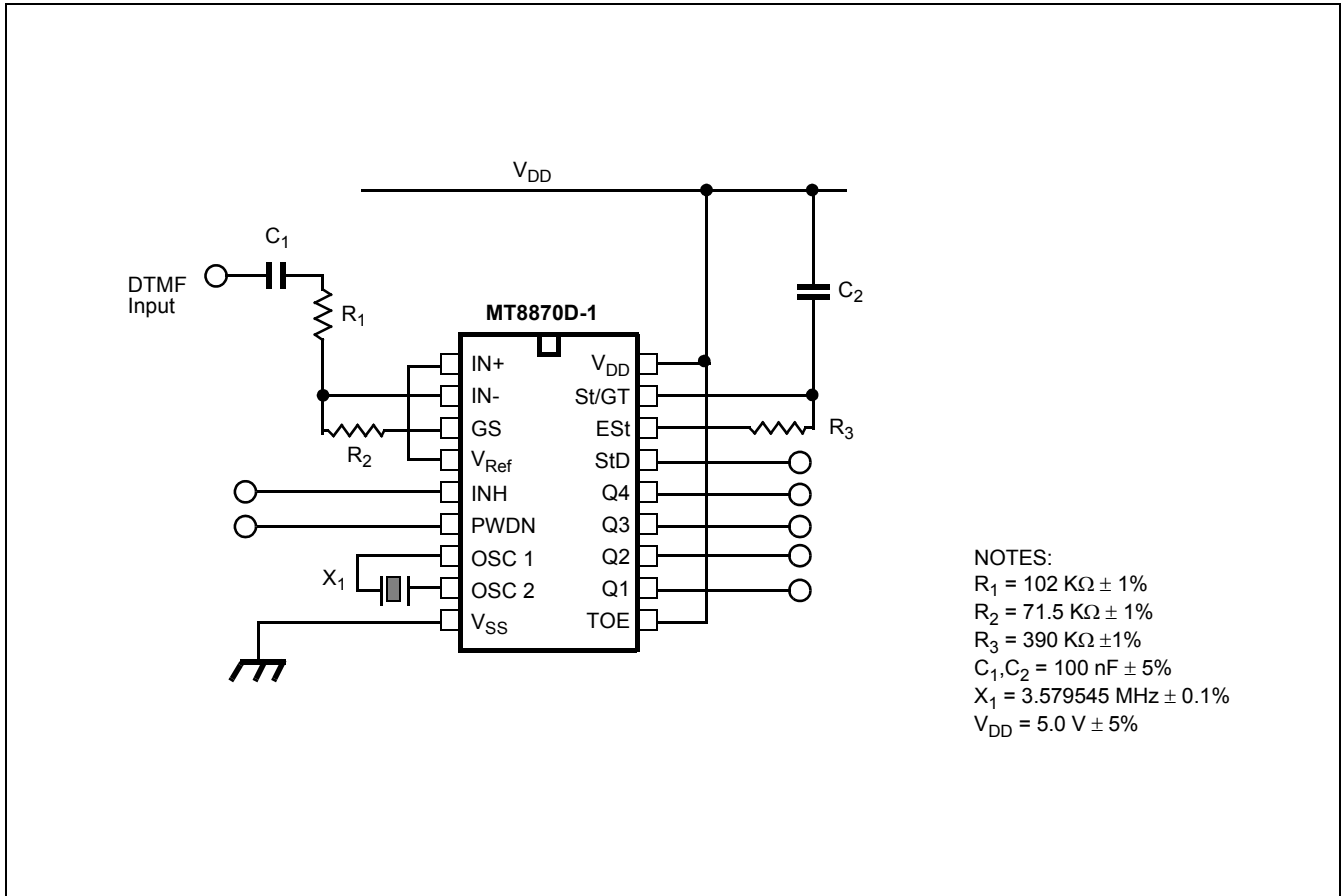 V_DD
C_1
DTMF
Input
R_1
C_2
MT8870D-1
IN+
V_DD
IN-
St/GT
GS
ESt
R_3
R_2
V_Ref
StD
INH
Q4
PWDN
Q3
OSC 1
Q2
X_1
OSC 2
Q1
V_SS
TOE
NOTES:
R_1 = 102 KΩ ± 1%
R_2 = 71.5 KΩ ± 1%
R_3 = 390 KΩ ±1%
C_1,C_2 = 100 nF ± 5%
X_1 = 3.579545 MHz ± 0.1%
V_DD = 5.0 V ± 5%